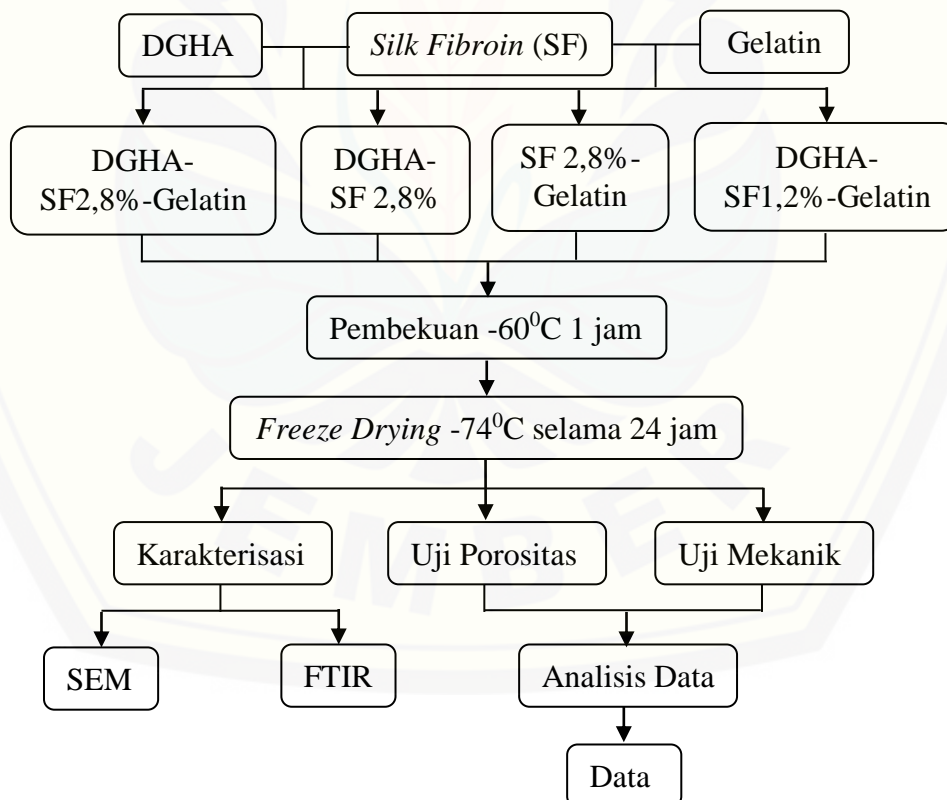 DGHA
Silk Fibroin (SF)
Gelatin
DGHA-
SF2,8%-Gelatin
DGHA-
SF 2,8%
SF 2,8%-
Gelatin
DGHA-
SF1,2%-Gelatin
Pembekuan -60⁰C 1 jam
Freeze Drying -74⁰C selama 24 jam
Karakterisasi
Uji Porositas
Uji Mekanik
SEM
FTIR
Analisis Data
Data
JEMBER